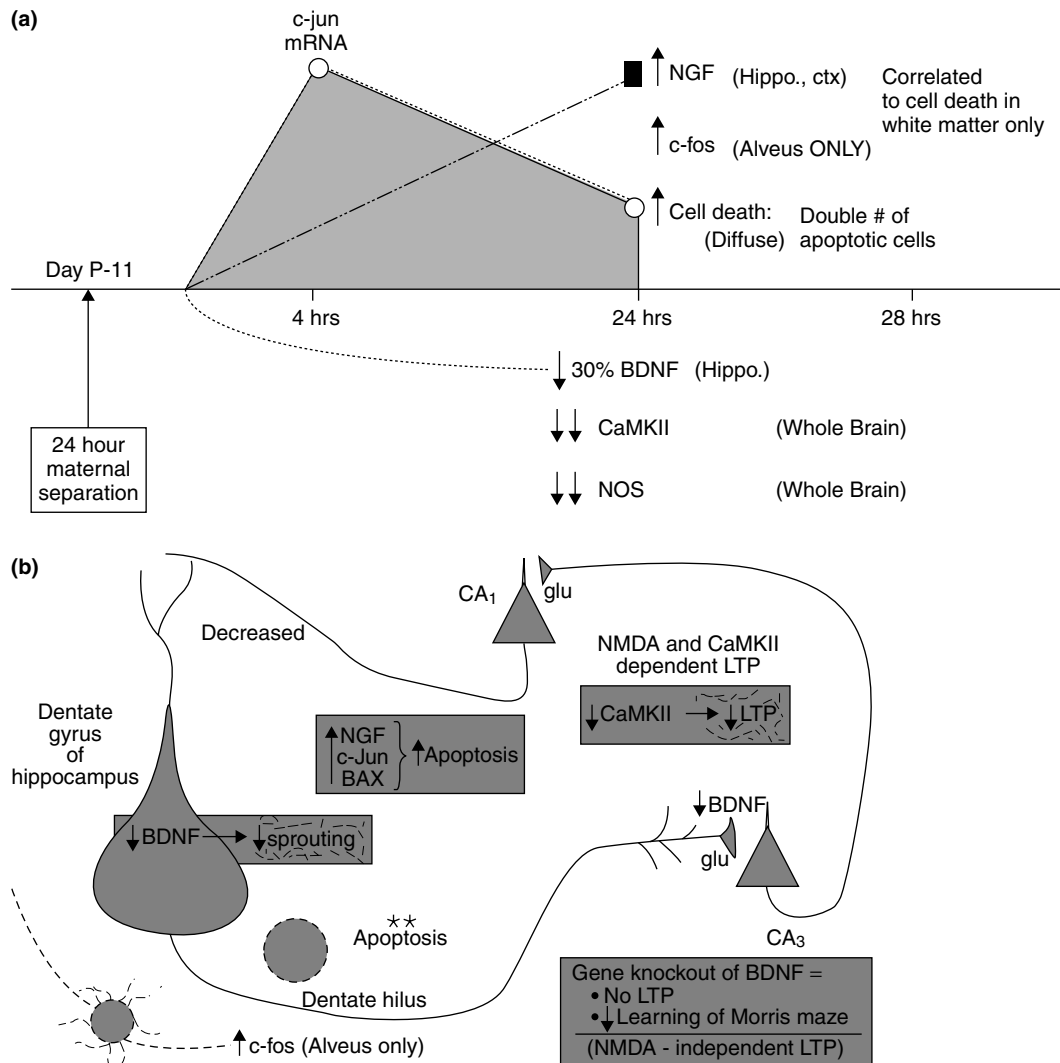 (a)
c-jun
mRNA
↑ NGF (Hippo., ctx)
Correlated
to cell death in
white matter only
↑ c-fos (Alveus ONLY)
↑ Cell death:
(Diffuse)
Double # of
apoptotic cells
Day P-11
4 hrs
24 hrs
28 hrs
24 hour
maternal
separation
↓ 30% BDNF (Hippo.)
↓↓ CaMKII (Whole Brain)
↓↓ NOS (Whole Brain)
(b)
Decreased
CA1
glu
NMDA and CaMKII
dependent LTP
↓ CaMKII → ↓ LTP
Dentate
gyrus
of
hippocampus
↑ NGF
c-Jun
BAX
} ↑ Apoptosis
↓ BDNF → ↓ sprouting
↓ BDNF
glu
CA3
**
Apoptosis
Dentate hilus
↑ c-fos (Alveus only)
Gene knockout of BDNF =
• No LTP
• ↓ Learning of Morris maze
(NMDA - independent LTP)